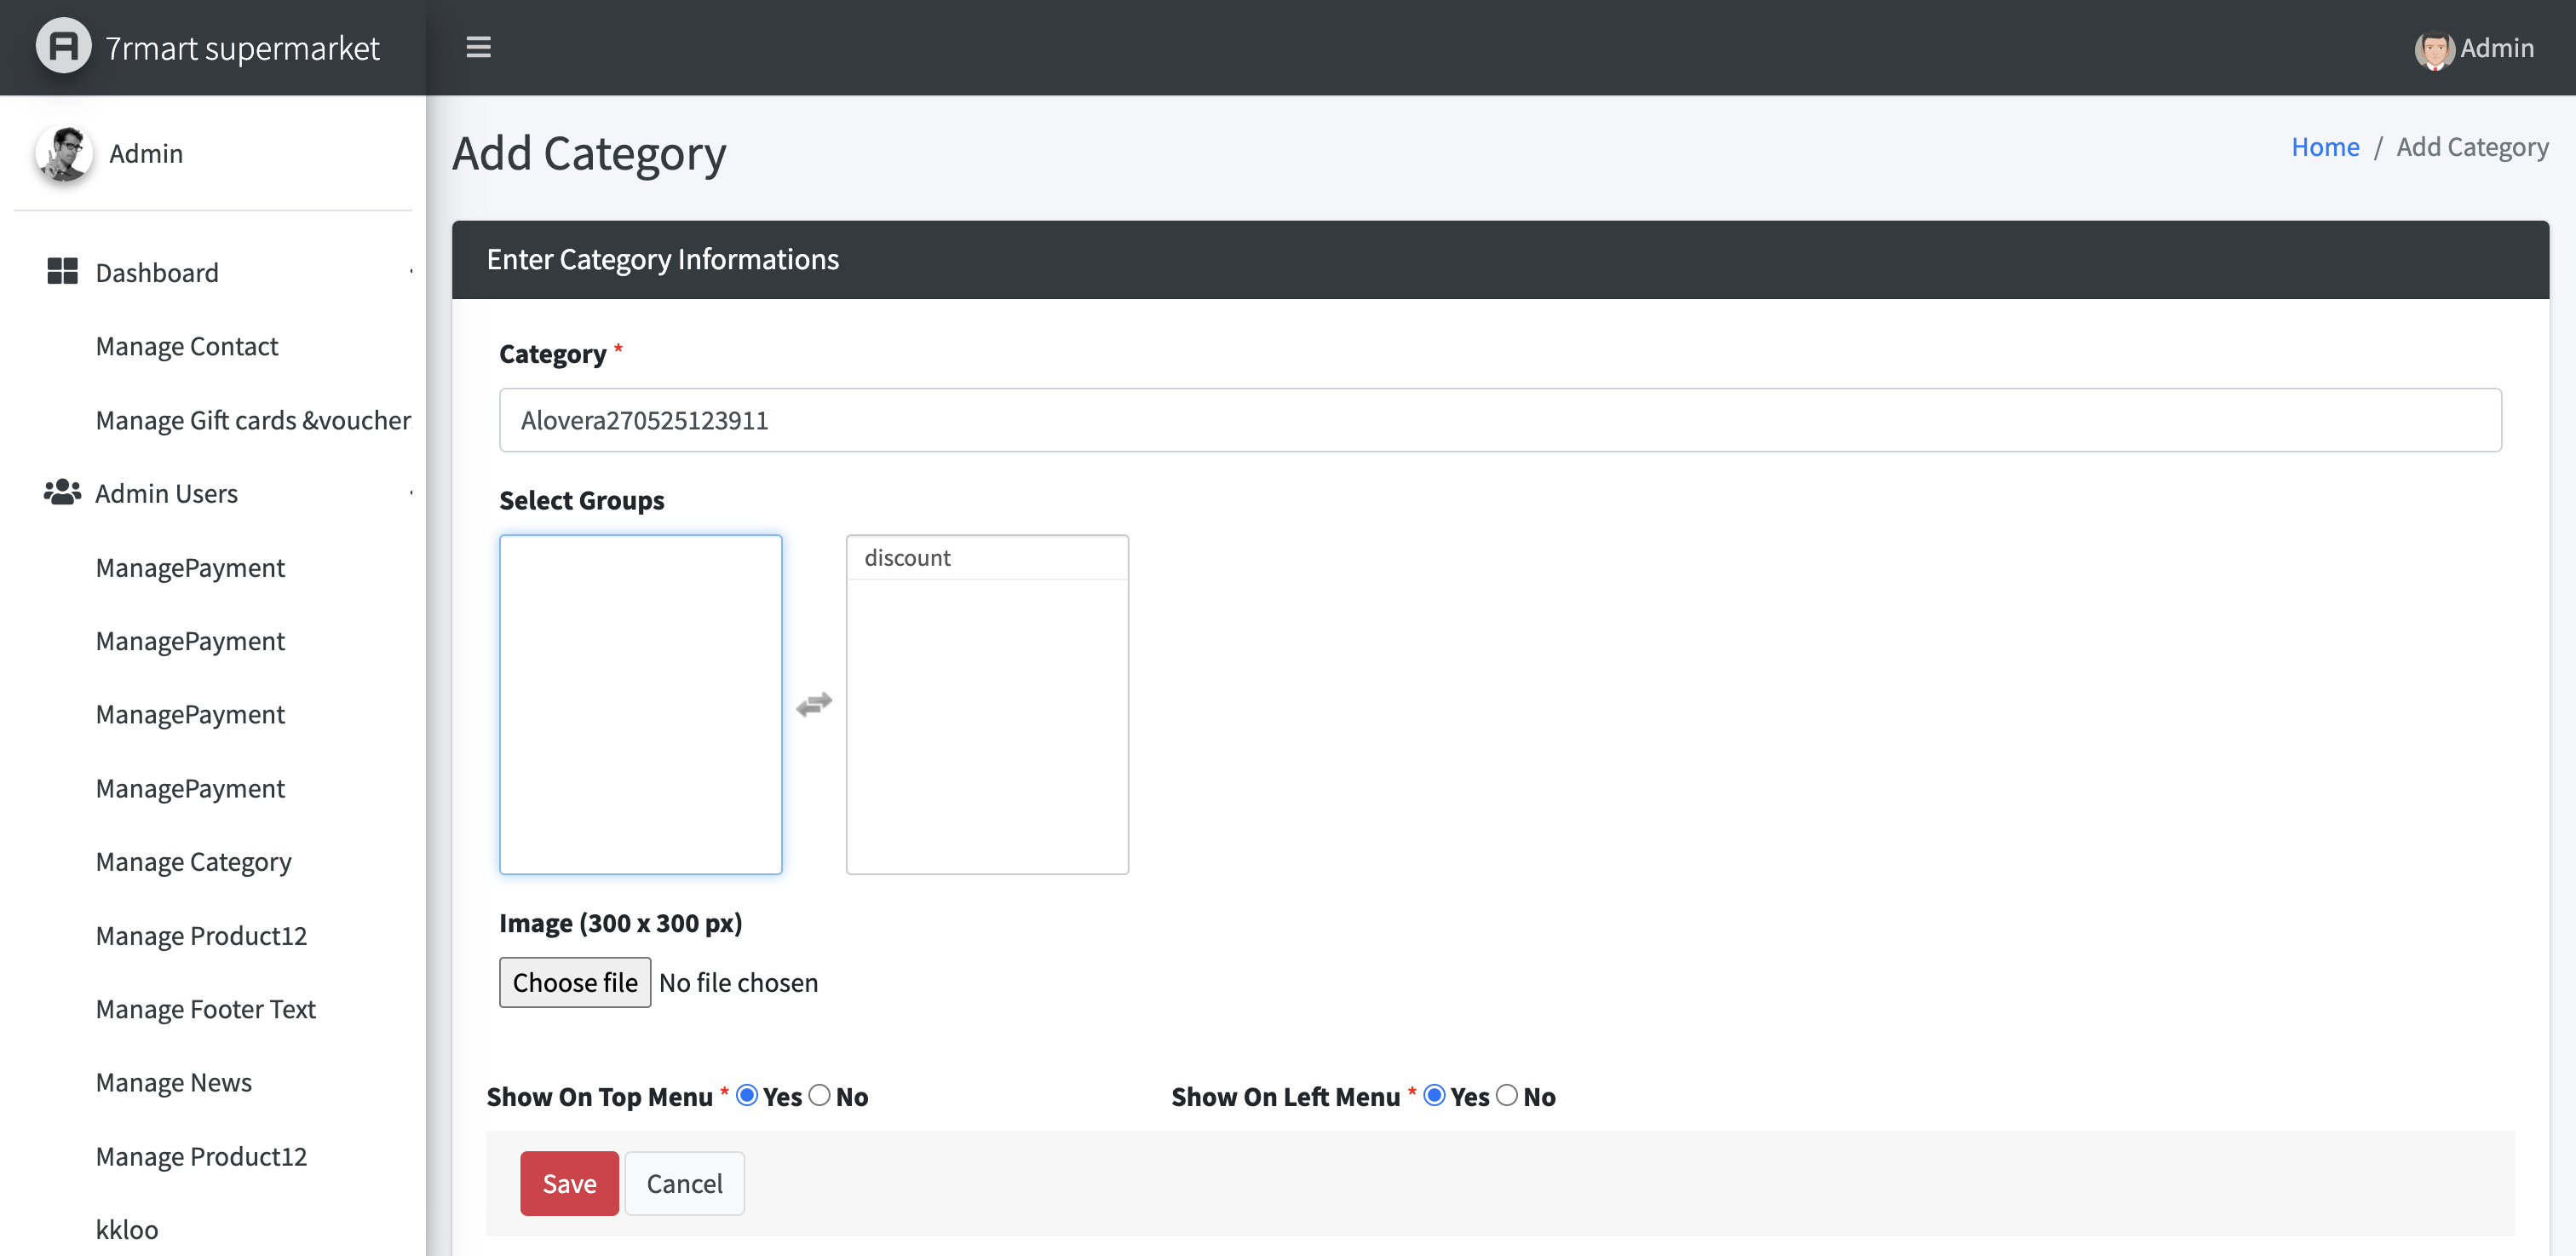 7rmart supermarket
Admin
Admin
Add Category
Home / Add Category
Dashboard
Manage Contact
Manage Gift cards &voucher
Admin Users
ManagePayment
ManagePayment
ManagePayment
ManagePayment
Manage Category
Manage Product12
Manage Footer Text
Manage News
Manage Product12
kkloo
Enter Category Informations
Category *
Alovera270525123911
Select Groups
discount
Image (300 x 300 px)
Choose file No file chosen
Show On Top Menu * Yes No
Show On Left Menu * Yes No
Save
Cancel